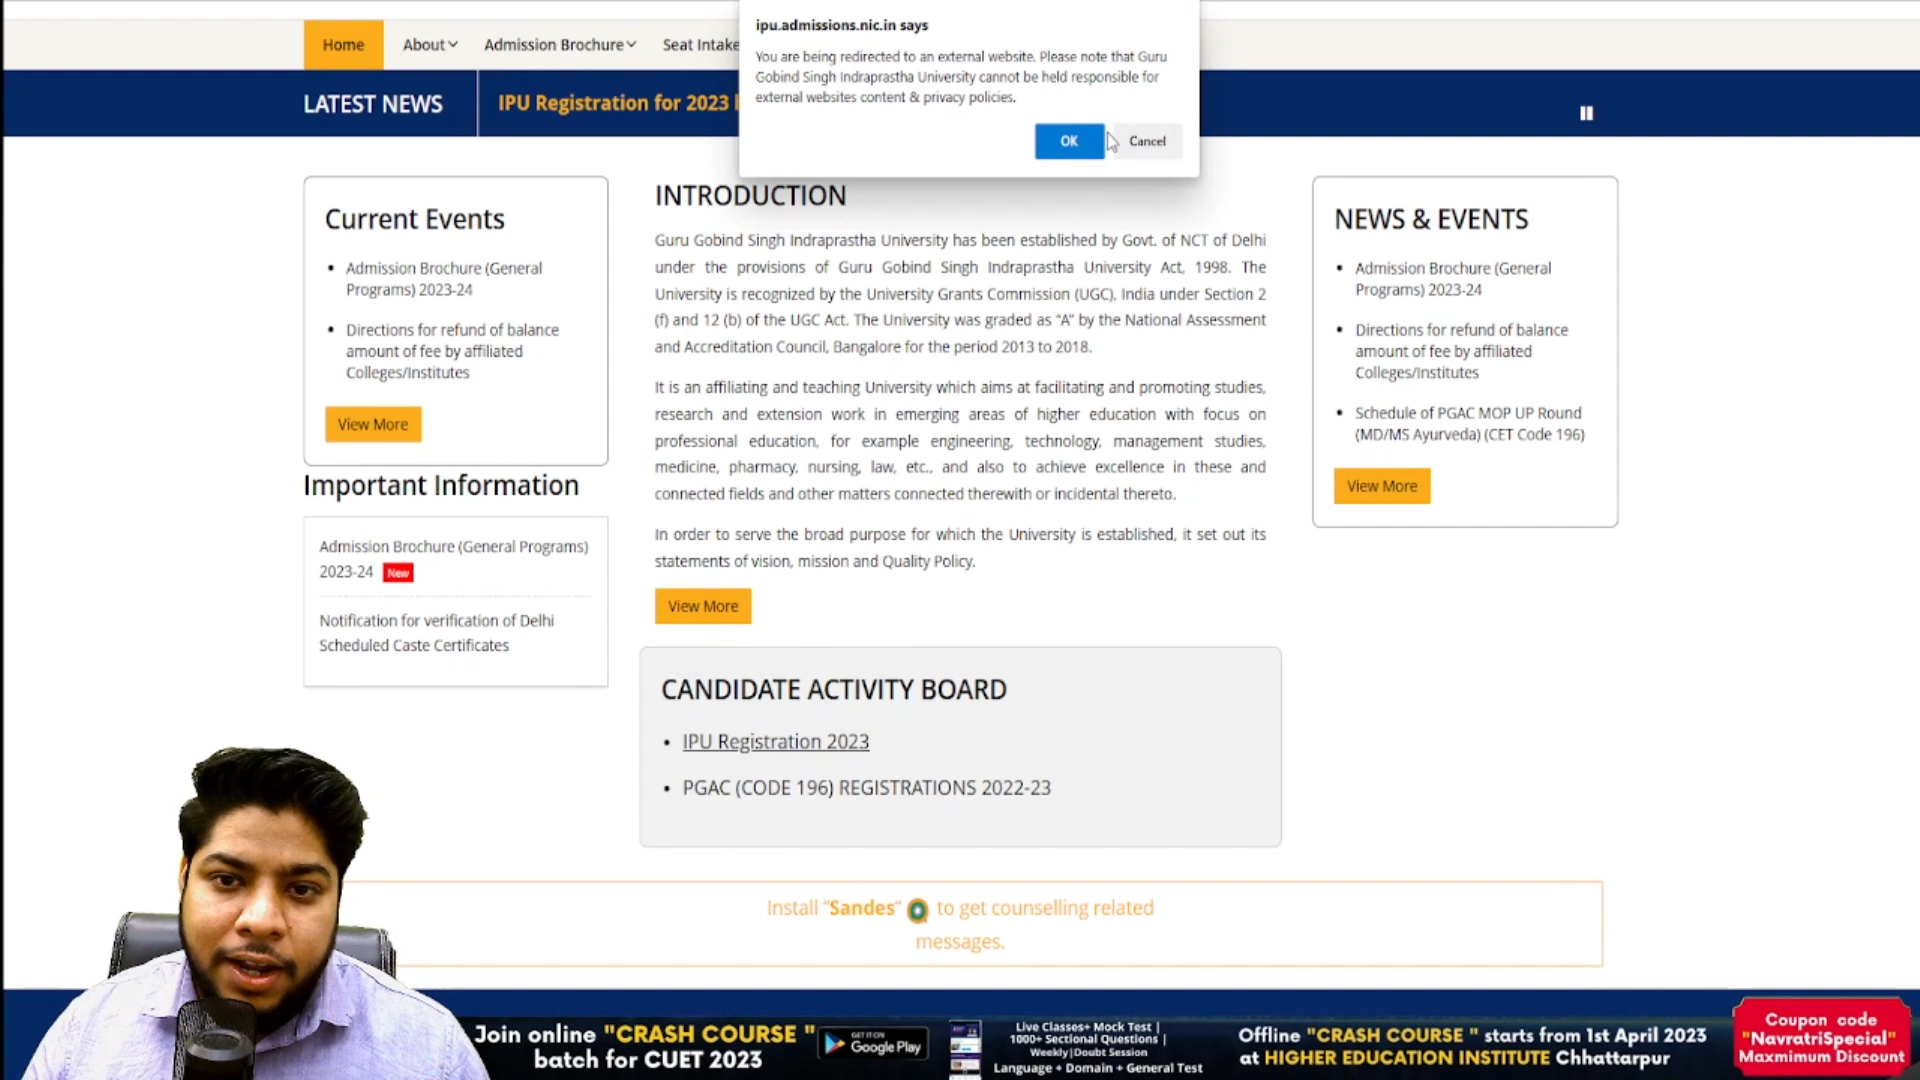 Home
About
Admission Brochure
Seat Intake
ipu.admissions.nic.in says
You are being redirected to an external website. Please note that Guru
Gobind Singh Indraprastha University cannot be held responsible for
external websites content & privacy policies.
OK
Cancel
LATEST NEWS
IPU Registration for 2023
Current Events
• Admission Brochure (General
Programs) 2023-24
• Directions for refund of balance
amount of fee by affiliated
Colleges/Institutes
View More
Important Information
Admission Brochure (General Programs)
2023-24 New
Notification for verification of Delhi
Scheduled Caste Certificates
INTRODUCTION
Guru Gobind Singh Indraprastha University has been established by Govt. of NCT of Delhi
under the provisions of Guru Gobind Singh Indraprastha University Act, 1998. The
University is recognized by the University Grants Commission (UGC), India under Section 2
(f) and 12 (b) of the UGC Act. The University was graded as “A” by the National Assessment
and Accreditation Council, Bangalore for the period 2013 to 2018.
It is an affiliating and teaching University which aims at facilitating and promoting studies,
research and extension work in emerging areas of higher education with focus on
professional education, for example engineering, technology, management studies,
medicine, pharmacy, nursing, law, etc., and also to achieve excellence in these and
connected fields and other matters connected therewith or incidental thereto.
In order to serve the broad purpose for which the University is established, it set out its
statements of vision, mission and Quality Policy.
View More
CANDIDATE ACTIVITY BOARD
• IPU Registration 2023
• PGAC (CODE 196) REGISTRATIONS 2022-23
NEWS & EVENTS
• Admission Brochure (General
Programs) 2023-24
• Directions for refund of balance
amount of fee by affiliated
Colleges/Institutes
• Schedule of PGAC MOP UP Round
(MD/MS Ayurveda) (CET Code 196)
View More
Install “Sandes” to get counselling related
messages.
Join online "CRASH COURSE "
batch for CUET 2023
GET IT ON
Google Play
Live Classes+ Mock Test |
1000+ Sectional Questions |
Weekly|Doubt Session
Language + Domain + General Test
Offline "CRASH COURSE " starts from 1st April 2023
at HIGHER EDUCATION INSTITUTE Chhattarpur
Coupon code
"NavratriSpecial"
Maxmimum Discount